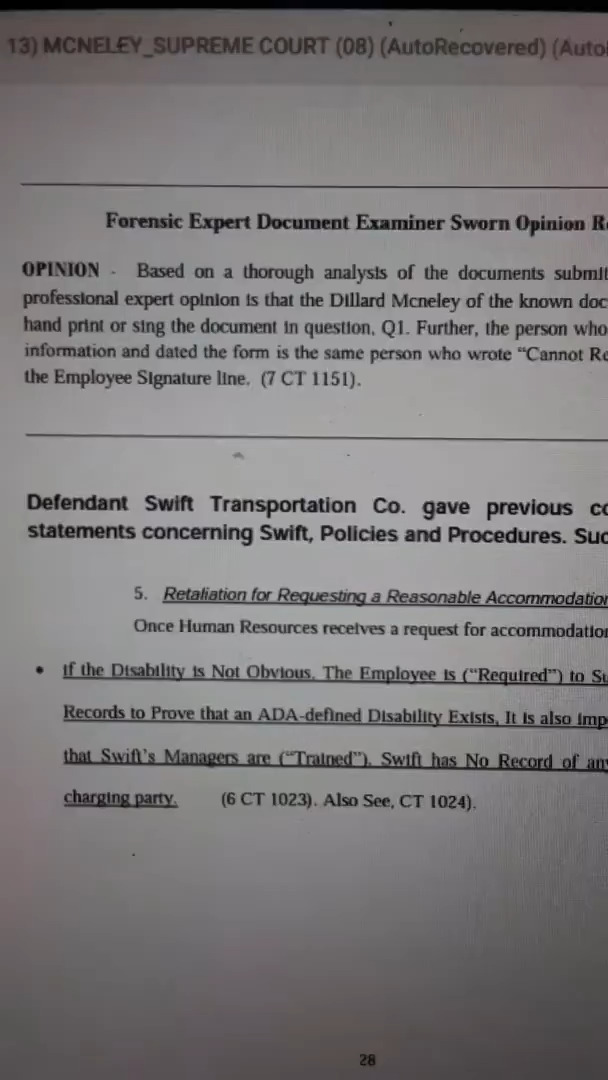 13) MCNELEY_SUPREME COURT (08) (AutoRecovered) (Auto
Forensic Expert Document Examiner Sworn Opinion R
OPINION - Based on a thorough analysis of the documents submit
professional expert opinion is that the Dillard Mcneley of the known doc
hand print or sing the document in question, Q1. Further, the person who
information and dated the form is the same person who wrote “Cannot Re
the Employee Signature line. (7 CT 1151).
Defendant Swift Transportation Co. gave previous co
statements concerning Swift, Policies and Procedures. Suc
5. Retaliation for Requesting a Reasonable Accommodation
Once Human Resources receives a request for accommodation
• If the Disability is Not Obvious, The Employee is (“Required”) to Su
Records to Prove that an ADA-defined Disability Exists, It is also imp
that Swift’s Managers are (“Trained”). Swift has No Record of any
charging party. (6 CT 1023). Also See, CT 1024).
28